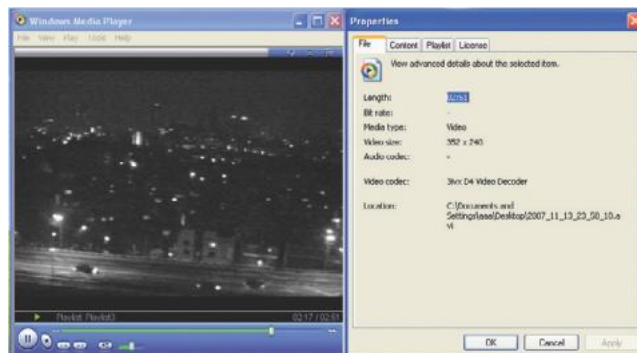 Windows Media Player
File View Play Tools Help
Playlist: Playlist3 02:17 / 02:51
Properties
File Content Playlist License
View advanced details about the selected item.
Length: 02:51
Bit rate: -
Media type: Video
Video size: 352 x 240
Audio codec: -
Video codec: 3ivx D4 Video Decoder
Location: C:\Documents and
Settings\aaa\Desktop\2007_11_13_23_50_10.a
vi
OK Cancel Apply